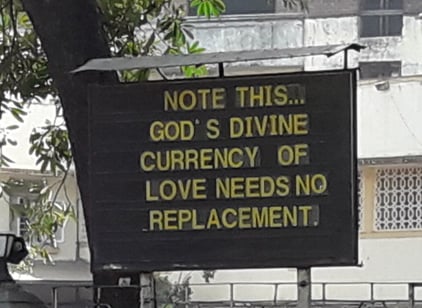 NOTE THIS...
GOD'S DIVINE
CURRENCY OF
LOVE NEEDS NO
REPLACEMENT.